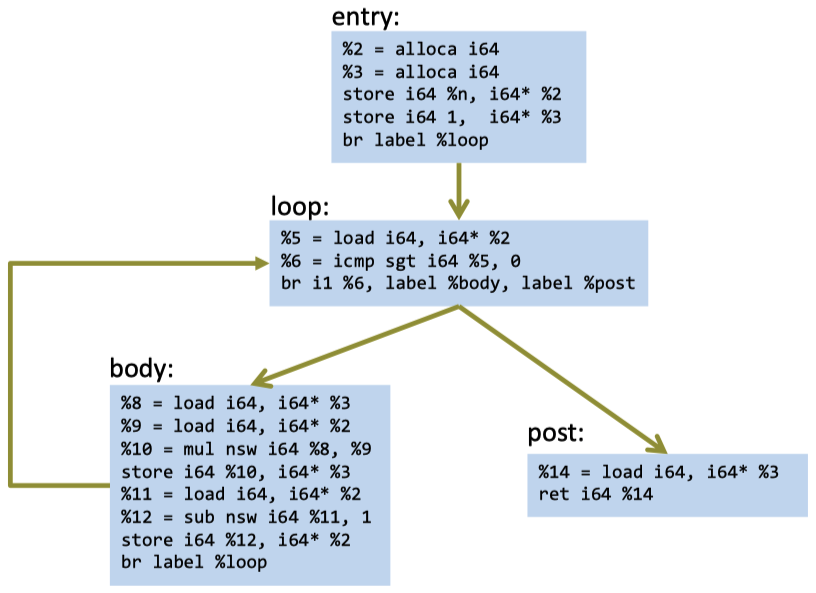 entry:
%2 = alloca i64
%3 = alloca i64
store i64 %n, i64* %2
store i64 1,  i64* %3
br label %loop
loop:
%5 = load i64, i64* %2
%6 = icmp sgt i64 %5, 0
br i1 %6, label %body, label %post
body:
%8 = load i64, i64* %3
%9 = load i64, i64* %2
%10 = mul nsw i64 %8, %9
store i64 %10, i64* %3
%11 = load i64, i64* %2
%12 = sub nsw i64 %11, 1
store i64 %12, i64* %2
br label %loop
post:
%14 = load i64, i64* %3
ret i64 %14